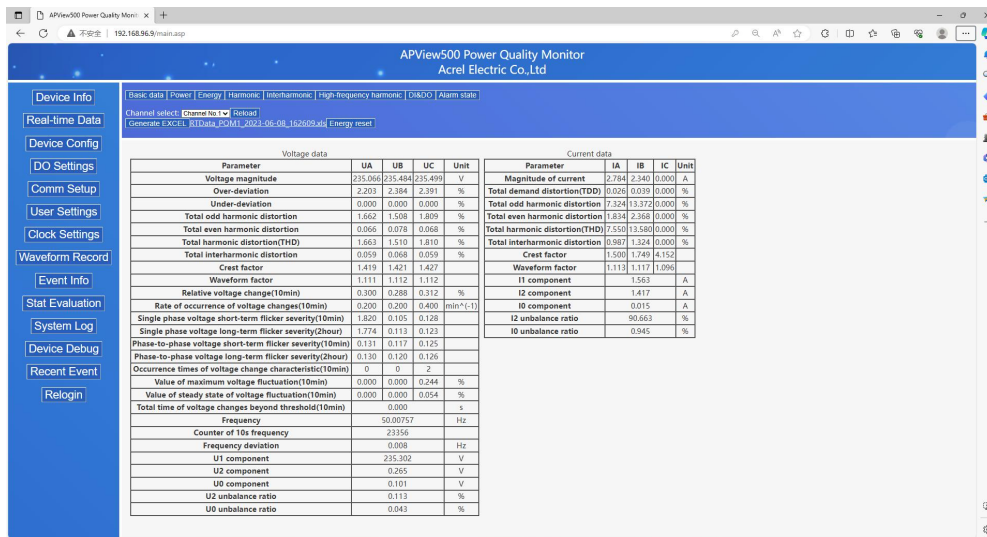 APView500 Power Quality Monit
不安全 | 192.168.96.9/main.asp
APView500 Power Quality Monitor
Acrel Electric Co.,Ltd
Device Info
Real-time Data
Device Config
DO Settings
Comm Setup
User Settings
Clock Settings
Waveform Record
Event Info
Stat Evaluation
System Log
Device Debug
Recent Event
Relogin
Basic data Power Energy Harmonic Interharmonic High-frequency harmonic DI&DO Alarm state
Channel select: Channel No.1 Reload
Generate EXCEL RTData_PQM1_2023-06-08_162609.xls Energy reset
Voltage data
Parameter UA UB UC Unit
Voltage magnitude 235.066 235.484 235.499 V
Over-deviation 2.203 2.384 2.391 %
Under-deviation 0.000 0.000 0.000 %
Total odd harmonic distortion 1.662 1.508 1.809 %
Total even harmonic distortion 0.066 0.078 0.068 %
Total harmonic distortion(THD) 1.663 1.510 1.810 %
Total interharmonic distortion 0.059 0.068 0.059 %
Crest factor 1.419 1.421 1.427
Waveform factor 1.111 1.112 1.112
Relative voltage change(10min) 0.300 0.288 0.312 %
Rate of occurrence of voltage changes(10min) 0.200 0.200 0.400 min^(-1)
Single phase voltage short-term flicker severity(10min) 1.820 0.105 0.128
Single phase voltage long-term flicker severity(2hour) 1.774 0.113 0.123
Phase-to-phase voltage short-term flicker severity(10min) 0.131 0.117 0.125
Phase-to-phase voltage long-term flicker severity(2hour) 0.130 0.120 0.126
Occurrence times of voltage change characteristic(10min) 0 0 2
Value of maximum voltage fluctuation(10min) 0.000 0.000 0.244 %
Value of steady state of voltage fluctuation(10min) 0.000 0.000 0.054 %
Total time of voltage changes beyond threshold(10min) 0.000 s
Frequency 50.00757 Hz
Counter of 10s frequency 23356
Frequency deviation 0.008 Hz
U1 component 235.302 V
U2 component 0.265 V
U0 component 0.101 V
U2 unbalance ratio 0.113 %
U0 unbalance ratio 0.043 %
Current data
Parameter IA IB IC Unit
Magnitude of current 2.784 2.340 0.000 A
Total demand distortion(TDD) 0.026 0.039 0.000 %
Total odd harmonic distortion 7.324 13.372 0.000 %
Total even harmonic distortion 1.834 2.368 0.000 %
Total harmonic distortion(THD) 7.550 13.580 0.000 %
Total interharmonic distortion 0.987 1.324 0.000 %
Crest factor 1.500 1.749 4.152
Waveform factor 1.113 1.117 1.096
I1 component 1.563 A
I2 component 1.417 A
I0 component 0.015 A
I2 unbalance ratio 90.663 %
I0 unbalance ratio 0.945 %